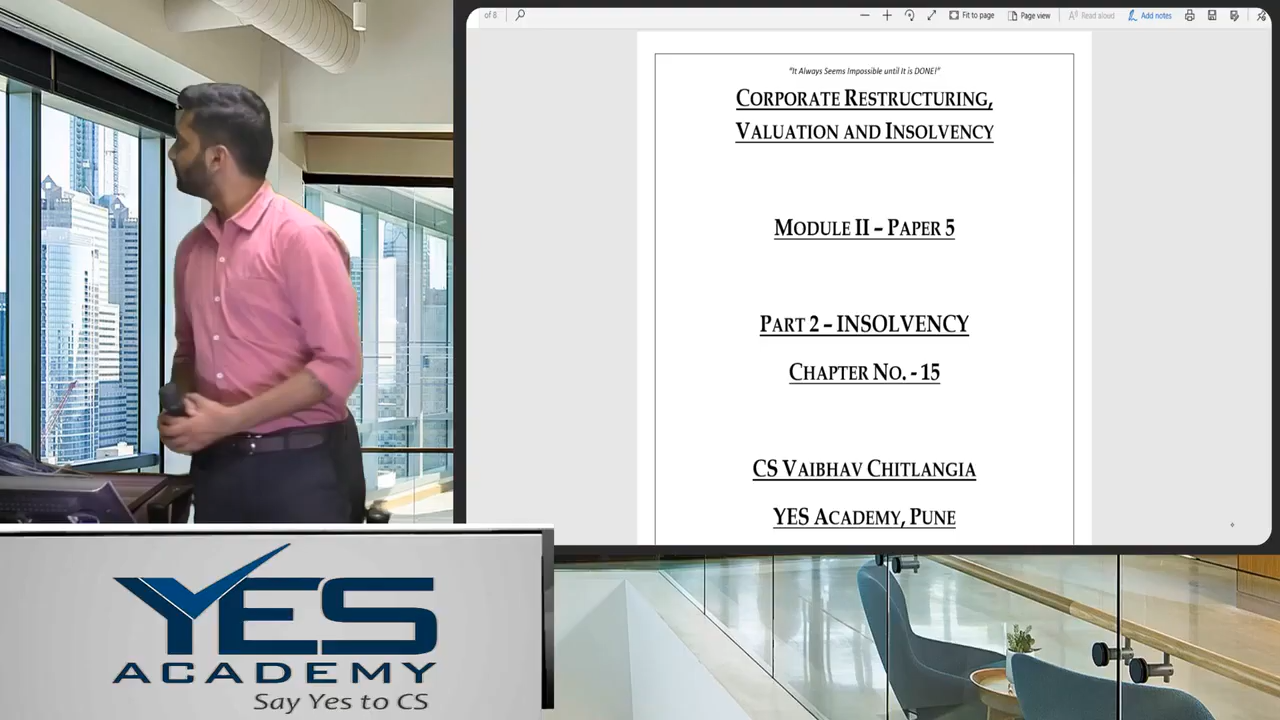 of 8
Fit to page
Page view
Read aloud
Add notes
"It Always Seems Impossible until It is DONE!"
CORPORATE RESTRUCTURING,
VALUATION AND INSOLVENCY
MODULE II – PAPER 5
PART 2 – INSOLVENCY
CHAPTER NO. - 15
CS VAIBHAV CHITLANGIA
YES ACADEMY, PUNE
YES
ACADEMY
Say Yes to CS